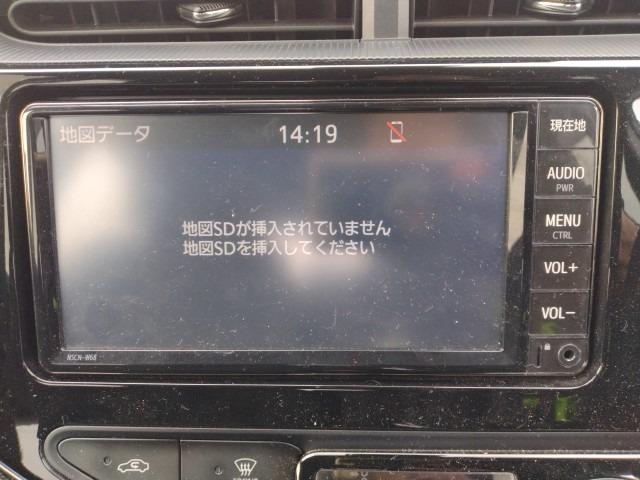 地図データ 14:19
地図SDが挿入されていません
地図SDを挿入してください
現在地
AUDIO
PWR
MENU
CTRL
VOL+
VOL-
NSCN-W68